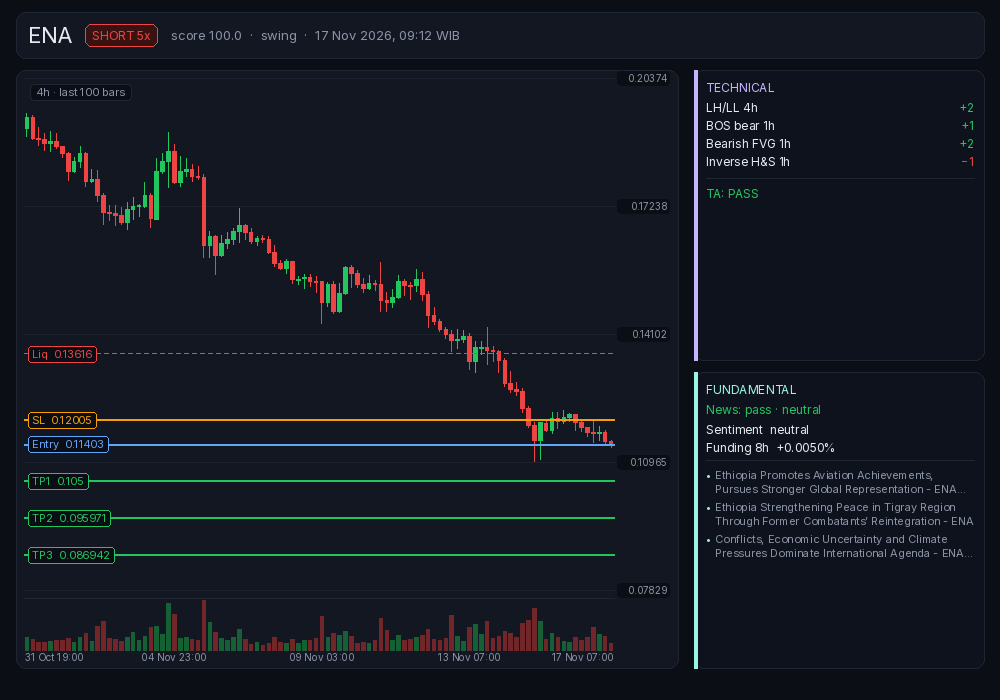 ENA SHORT 5x score 100.0 · swing · 17 Nov 2026, 09:12 WIB
4h · last 100 bars
0.20374
0.17238
0.14102
0.10965
0.07829
Liq 0.13616
SL 0.12005
Entry 0.11403
TP1 0.105
TP2 0.095971
TP3 0.086942
31 Oct 19:00 04 Nov 23:00 09 Nov 03:00 13 Nov 07:00 17 Nov 07:00
TECHNICAL
LH/LL 4h +2
BOS bear 1h +1
Bearish FVG 1h +2
Inverse H&S 1h −1
TA: PASS
FUNDAMENTAL
News: pass · neutral
Sentiment neutral
Funding 8h +0.0050%
• Ethiopia Promotes Aviation Achievements,
Pursues Stronger Global Representation - ENA...
• Ethiopia Strengthening Peace in Tigray Region
Through Former Combatants' Reintegration - ENA
• Conflicts, Economic Uncertainty and Climate
Pressures Dominate International Agenda - ENA...